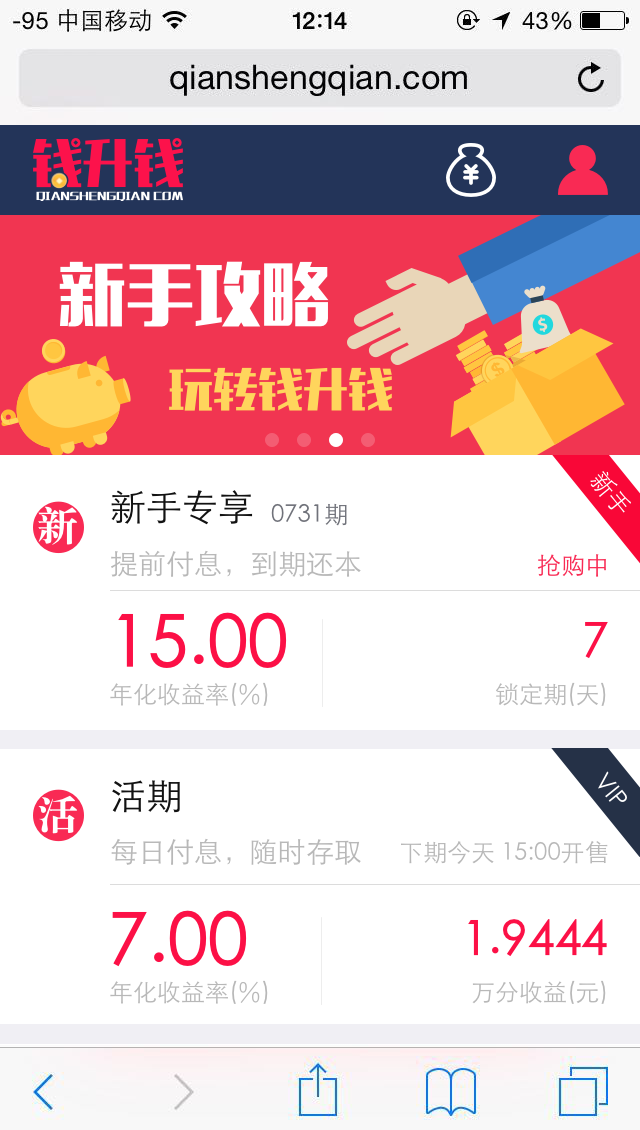 -95 中国移动 12:14 43%
qianshengqian.com
钱升钱
QIANSHENGQIAN COM
新手攻略
玩转钱升钱
新手
新 新手专享 0731期
提前付息，到期还本 抢购中
15.00 7
年化收益率(%) 锁定期(天)
VIP
活 活期
每日付息，随时存取 下期今天 15:00开售
7.00 1.9444
年化收益率(%) 万分收益(元)